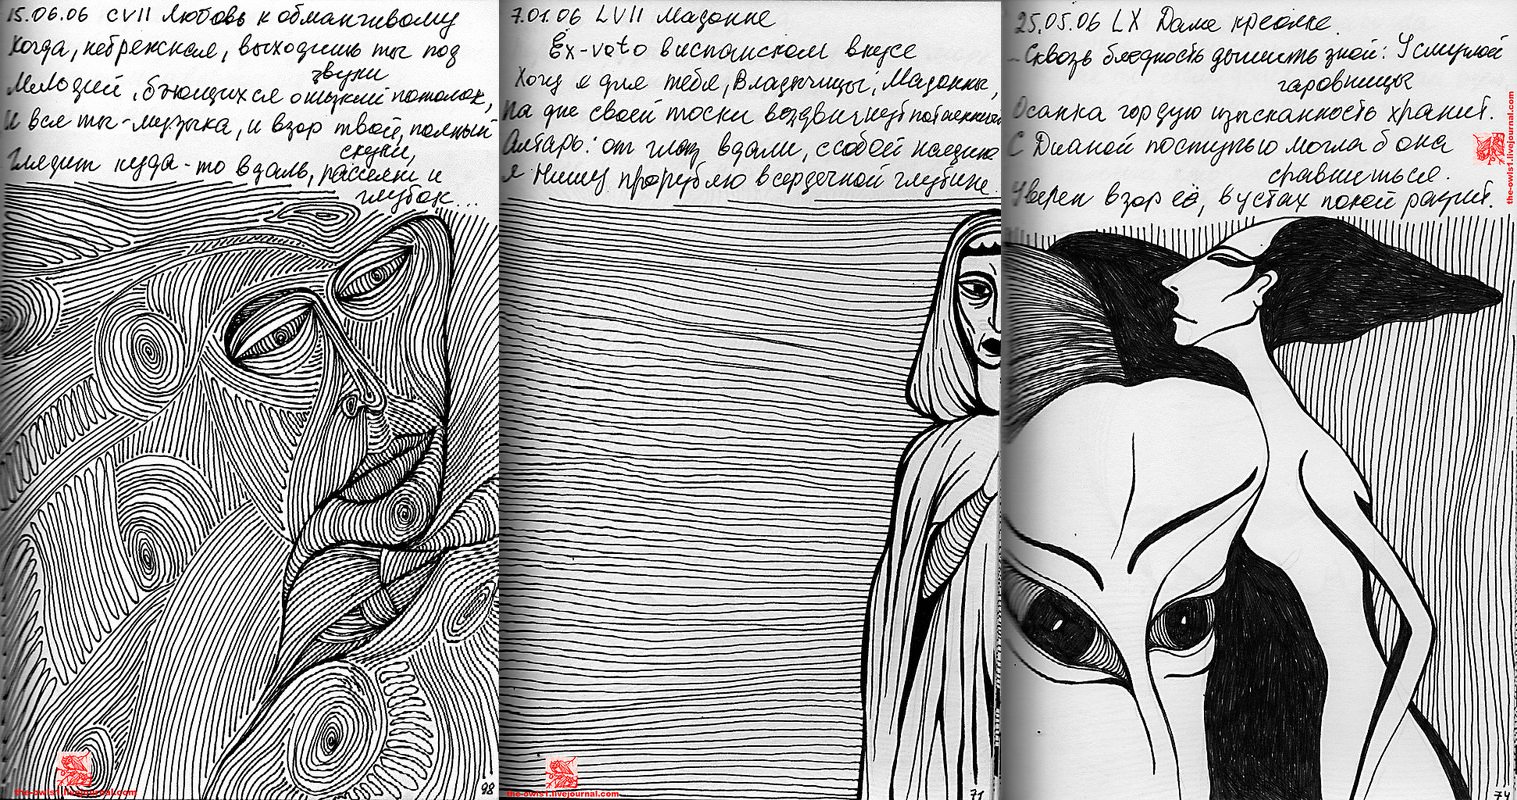 15.06.06 CVII Любовь к обманчивому
Когда, небрежная, выходишь ты под
звуки
Мелодий, бьющихся о низкий потолок,
И вся ты - музыка, и взор твой, полный
скуки,
Глядит куда-то вдаль, рассеян и
глубок...
98
the-owls1.livejournal.com
7.01.06 LVII Мадонне
Ex-voto в испанском вкусе
Хочу я для тебя, Владычицы, Мадонны,
На дне своей тоски воздвигнуть потаенный
Алтарь: от глаз вдали, с собой наедине
я Нишу прорублю в сердечной глубине.
71
the-owls1.livejournal.com
25.05.06 LX Даме креолке.
- Сквозь бледность дышит зной: У смуглой
чаровницы
Осанка гордую изысканность хранит.
С Дианой поступью могла б она
сравниться.
Уверен взор её, в устах покой разлит.
74
the-owls1.livejournal.com